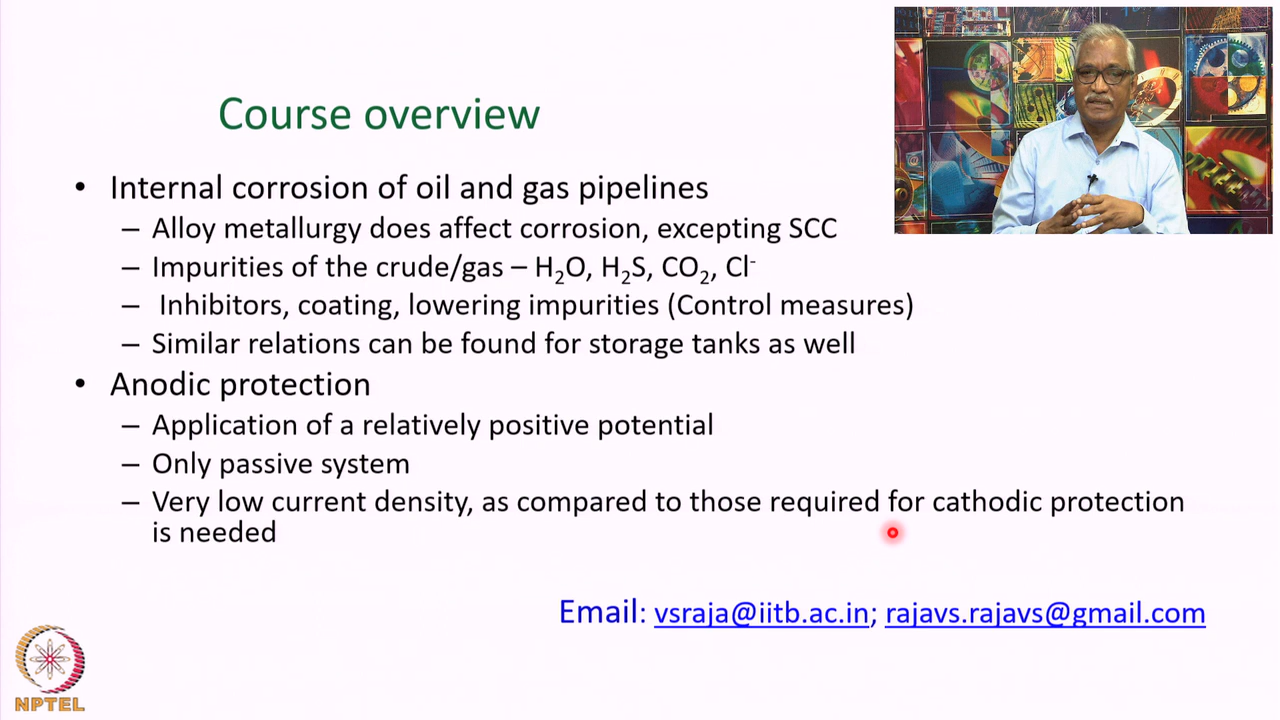 Course overview
• Internal corrosion of oil and gas pipelines
– Alloy metallurgy does affect corrosion, excepting SCC
– Impurities of the crude/gas – H₂O, H₂S, CO₂, Cl⁻
– Inhibitors, coating, lowering impurities (Control measures)
– Similar relations can be found for storage tanks as well
• Anodic protection
– Application of a relatively positive potential
– Only passive system
– Very low current density, as compared to those required for cathodic protection
is needed
Email: vsraja@iitb.ac.in; rajavs.rajavs@gmail.com
NPTEL